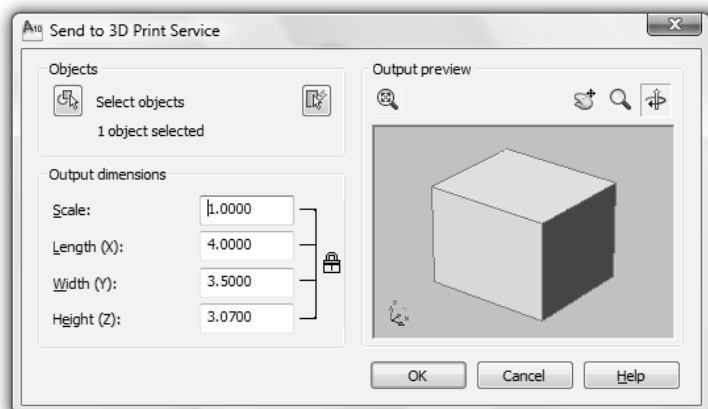 A10 Send to 3D Print Service
Objects
Select objects
1 object selected
Output dimensions
Scale: 1.0000
Length (X): 4.0000
Width (Y): 3.5000
Height (Z): 3.0700
Output preview
OK Cancel Help